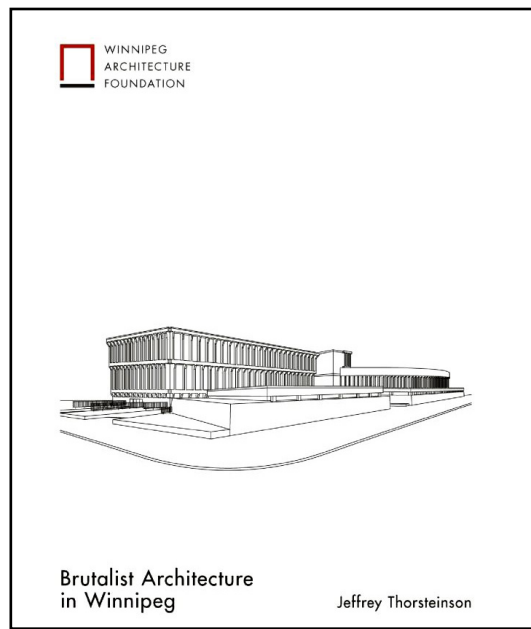 WINNIPEG
ARCHITECTURE
FOUNDATION
Brutalist Architecture
in Winnipeg
Jeffrey Thorsteinson